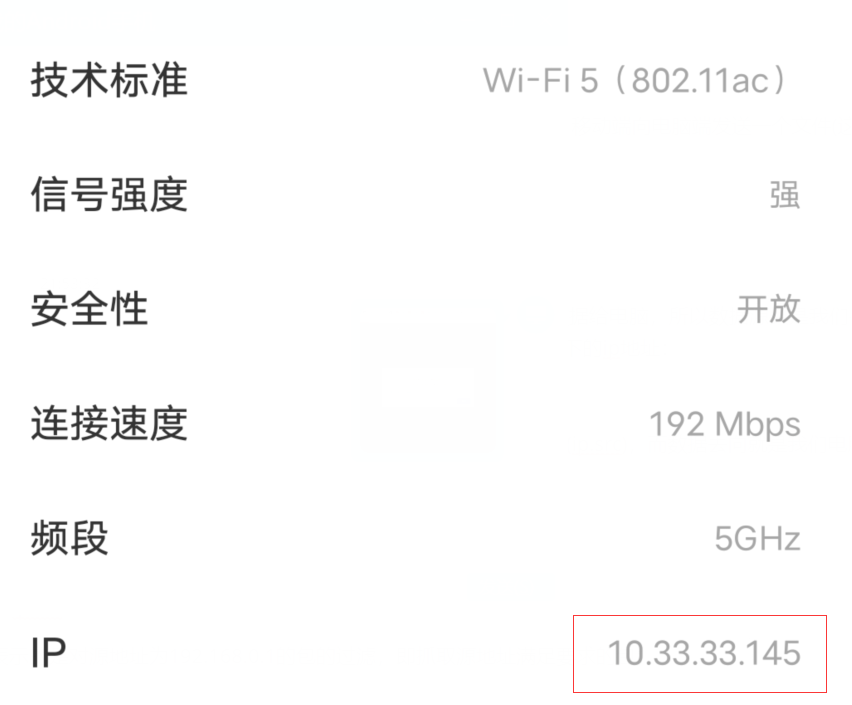 技术标准 Wi-Fi 5（802.11ac）
信号强度 强
安全性 开放
连接速度 192 Mbps
频段 5GHz
IP 10.33.33.145